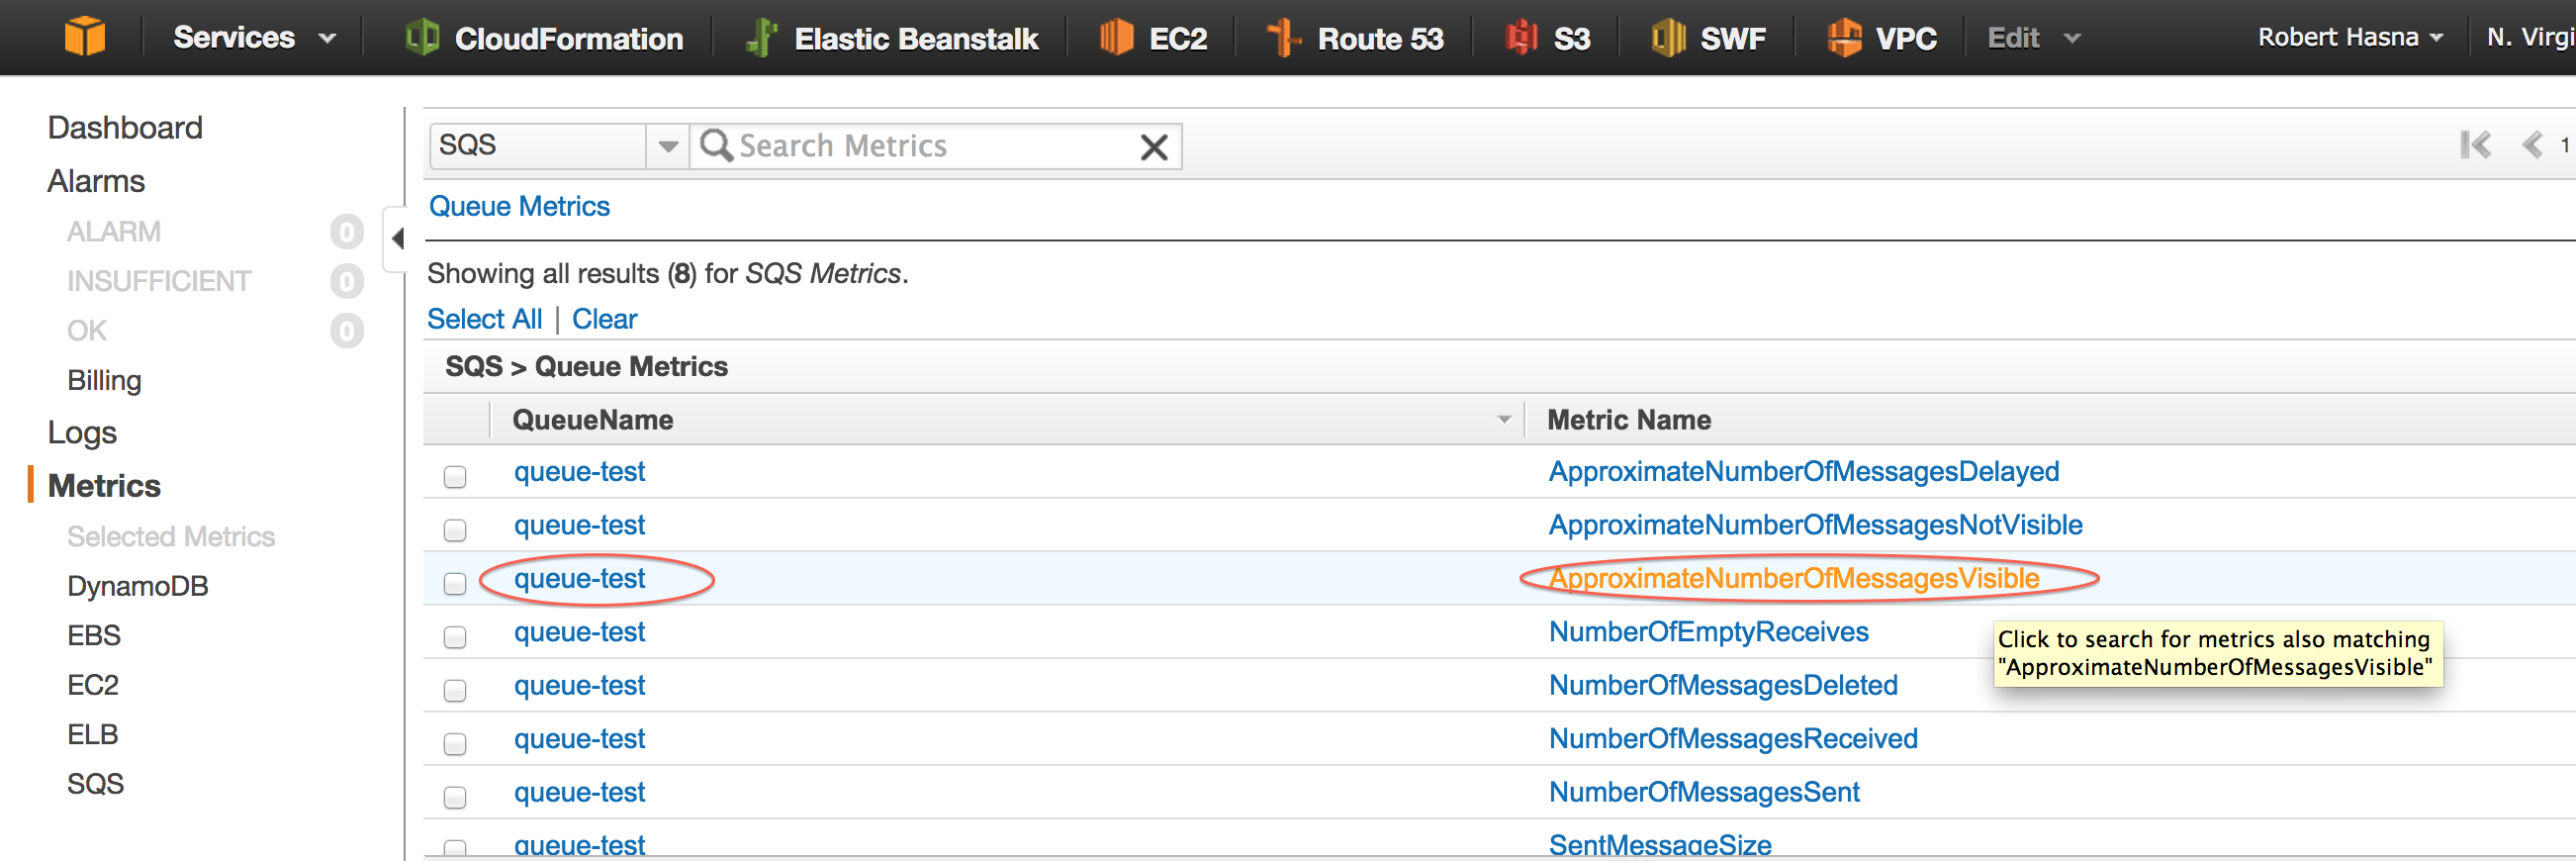 Services CloudFormation Elastic Beanstalk EC2 Route 53 S3 SWF VPC Edit Robert Hasna N. Virgi
Dashboard
Alarms
ALARM 0
INSUFFICIENT 0
OK 0
Billing
Logs
Metrics
Selected Metrics
DynamoDB
EBS
EC2
ELB
SQS
SQS Search Metrics 1
Queue Metrics
Showing all results (8) for SQS Metrics.
Select All | Clear
SQS > Queue Metrics
QueueName Metric Name
queue-test ApproximateNumberOfMessagesDelayed
queue-test ApproximateNumberOfMessagesNotVisible
queue-test ApproximateNumberOfMessagesVisible
queue-test NumberOfEmptyReceives
Click to search for metrics also matching
"ApproximateNumberOfMessagesVisible"
queue-test NumberOfMessagesDeleted
queue-test NumberOfMessagesReceived
queue-test NumberOfMessagesSent
queue-test SentMessageSize